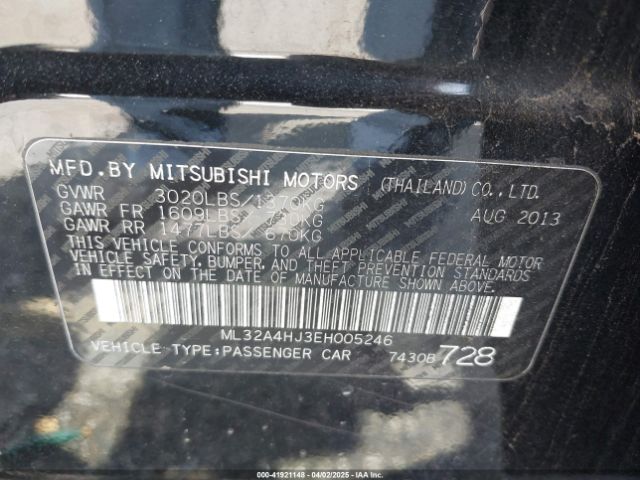 MFD.BY MITSUBISHI MOTORS (THAILAND)CO.,LTD.
GVWR 3020LBS/1370KG
GAWR FR 1609LBS/ AUG 2013
GAWR RR 1477LBS/ 670KG
THIS VEHICLE CONFORMS TO ALL APPLICABLE FEDERAL MOTOR
VEHICLE SAFETY, BUMPER, AND THEFT PREVENTION STANDARDS
IN EFFECT ON THE DATE OF MANUFACTURE SHOWN ABOVE.
ML32A4HJ3EH005246
VEHICLE TYPE:PASSENGER CAR 7430B 728
000-41921148 - 04/02/2025 - IAA Inc.